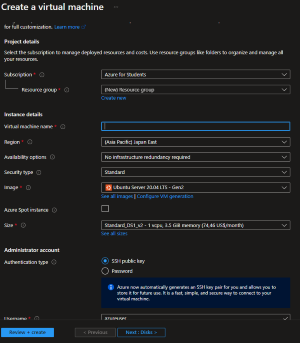 Create a virtual machine ...
for full customization. Learn more
Project details
Select the subscription to manage deployed resources and costs. Use resource groups like folders to organize and manage all
your resources.
Subscription *
Azure for Students
Resource group *
(New) Resource group
Create new
Instance details
Virtual machine name *
Region *
(Asia Pacific) Japan East
Availability options
No infrastructure redundancy required
Security type
Standard
Image *
Ubuntu Server 20.04 LTS - Gen2
See all images | Configure VM generation
Azure Spot instance
Size *
Standard_DS1_v2 - 1 vcpu, 3.5 GiB memory (74,46 US$/month)
See all sizes
Administrator account
Authentication type
SSH public key
Password
Azure now automatically generates an SSH key pair for you and allows you
to store it for future use. It is a fast, simple, and secure way to connect to your
virtual machine.
Username *
azureuser
Review + create
< Previous
Next : Disks >